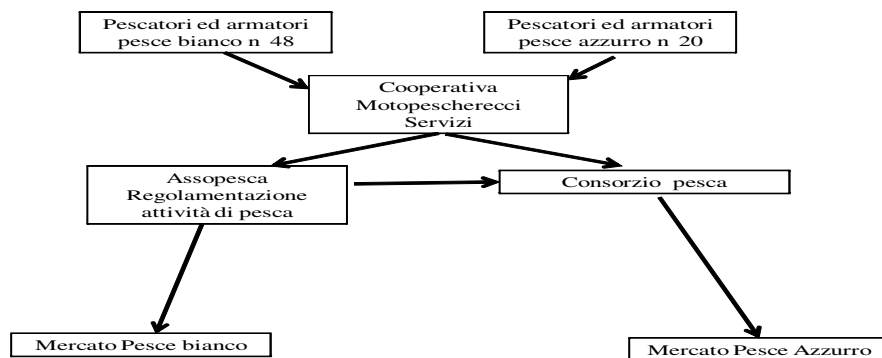 Pescatori ed armatori
pesce bianco n 48
Pescatori ed armatori
pesce azzurro n 20
Cooperativa
Motopescherecci
Servizi
Assopesca
Regolamentazione
attività di pesca
Consorzio pesca
Mercato Pesce bianco
Mercato Pesce Azzurro